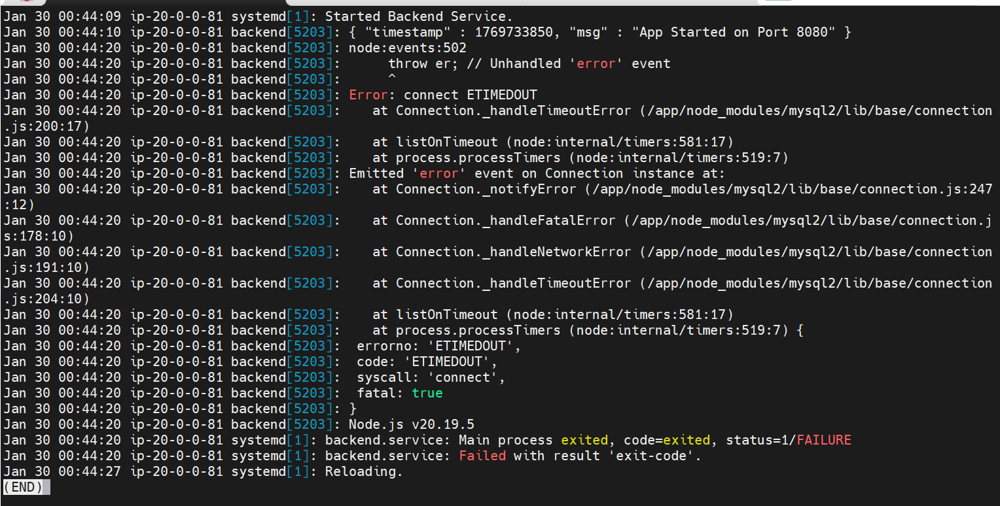 Jan 30 00:44:09 ip-20-0-0-81 systemd[1]: Started Backend Service.
Jan 30 00:44:10 ip-20-0-0-81 backend[5203]: { "timestamp" : 1769733850, "msg" : "App Started on Port 8080" }
Jan 30 00:44:20 ip-20-0-0-81 backend[5203]: node:events:502
Jan 30 00:44:20 ip-20-0-0-81 backend[5203]:      throw er; // Unhandled 'error' event
Jan 30 00:44:20 ip-20-0-0-81 backend[5203]:      ^
Jan 30 00:44:20 ip-20-0-0-81 backend[5203]: Error: connect ETIMEDOUT
Jan 30 00:44:20 ip-20-0-0-81 backend[5203]:    at Connection._handleTimeoutError (/app/node_modules/mysql2/lib/base/connection
.js:200:17)
Jan 30 00:44:20 ip-20-0-0-81 backend[5203]:    at listOnTimeout (node:internal/timers:581:17)
Jan 30 00:44:20 ip-20-0-0-81 backend[5203]:    at process.processTimers (node:internal/timers:519:7)
Jan 30 00:44:20 ip-20-0-0-81 backend[5203]: Emitted 'error' event on Connection instance at:
Jan 30 00:44:20 ip-20-0-0-81 backend[5203]:    at Connection._notifyError (/app/node_modules/mysql2/lib/base/connection.js:247
:12)
Jan 30 00:44:20 ip-20-0-0-81 backend[5203]:    at Connection._handleFatalError (/app/node_modules/mysql2/lib/base/connection.j
s:178:10)
Jan 30 00:44:20 ip-20-0-0-81 backend[5203]:    at Connection._handleNetworkError (/app/node_modules/mysql2/lib/base/connection
.js:191:10)
Jan 30 00:44:20 ip-20-0-0-81 backend[5203]:    at Connection._handleTimeoutError (/app/node_modules/mysql2/lib/base/connection
.js:204:10)
Jan 30 00:44:20 ip-20-0-0-81 backend[5203]:    at listOnTimeout (node:internal/timers:581:17)
Jan 30 00:44:20 ip-20-0-0-81 backend[5203]:    at process.processTimers (node:internal/timers:519:7) {
Jan 30 00:44:20 ip-20-0-0-81 backend[5203]:  errorno: 'ETIMEDOUT',
Jan 30 00:44:20 ip-20-0-0-81 backend[5203]:  code: 'ETIMEDOUT',
Jan 30 00:44:20 ip-20-0-0-81 backend[5203]:  syscall: 'connect',
Jan 30 00:44:20 ip-20-0-0-81 backend[5203]:  fatal: true
Jan 30 00:44:20 ip-20-0-0-81 backend[5203]: }
Jan 30 00:44:20 ip-20-0-0-81 backend[5203]: Node.js v20.19.5
Jan 30 00:44:20 ip-20-0-0-81 systemd[1]: backend.service: Main process exited, code=exited, status=1/FAILURE
Jan 30 00:44:20 ip-20-0-0-81 systemd[1]: backend.service: Failed with result 'exit-code'.
Jan 30 00:44:27 ip-20-0-0-81 systemd[1]: Reloading.
(END)